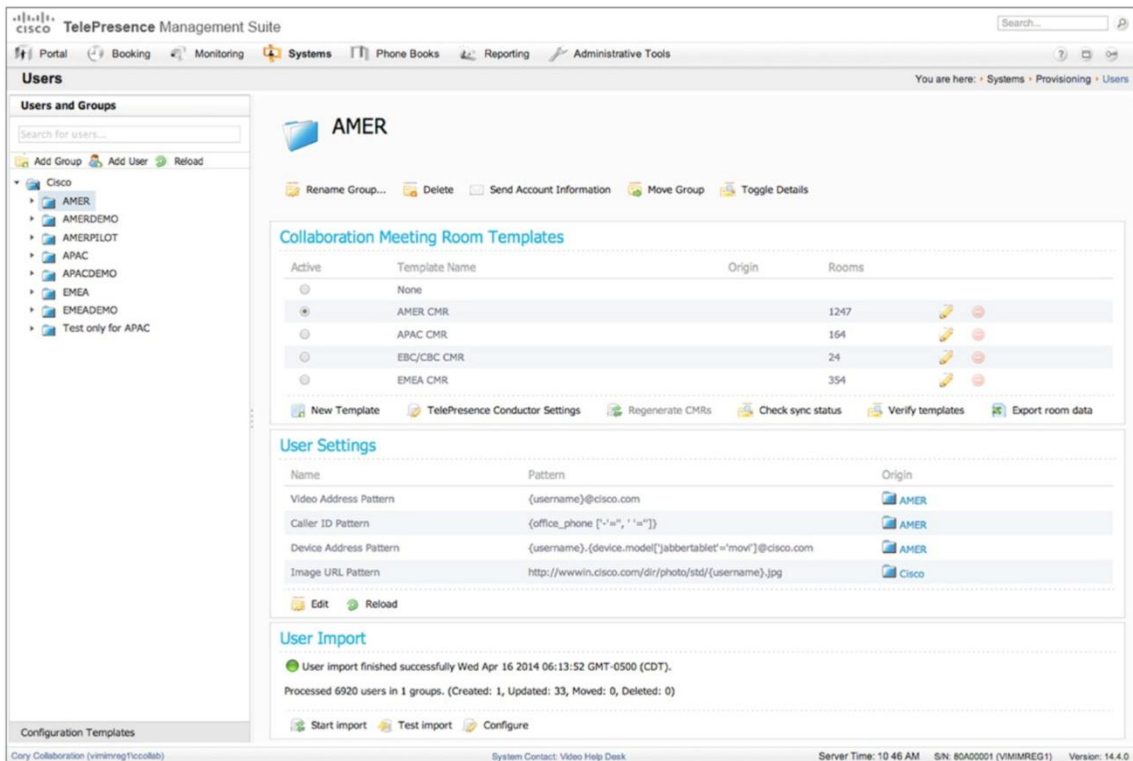 CISCO TelePresence Management Suite
Search...
Portal Booking Monitoring Systems Phone Books Reporting Administrative Tools
Users
You are here: Systems Provisioning Users
Users and Groups
Search for users...
Add Group Add User Reload
Cisco
AMER
AMERDEMO
AMERPILOT
APAC
APACDEMO
EMEA
EMEADEMO
Test only for APAC
Configuration Templates
AMER
Rename Group... Delete Send Account Information Move Group Toggle Details
Collaboration Meeting Room Templates
Active Template Name Origin Rooms
None
AMER CMR 1247
APAC CMR 164
EBC/CBC CMR 24
EMEA CMR 354
New Template TelePresence Conductor Settings Regenerate CMRs Check sync status Verify templates Export room data
User Settings
Name Pattern Origin
Video Address Pattern {username}@cisco.com AMER
Caller ID Pattern {office_phone ['-'='', ' '='']} AMER
Device Address Pattern {username}.{device.model['jabbertablet'='movi']@cisco.com AMER
Image URL Pattern http://wwwin.cisco.com/dir/photo/std/{username}.jpg Cisco
Edit Reload
User Import
User import finished successfully Wed Apr 16 2014 06:13:52 GMT-0500 (CDT).
Processed 6920 users in 1 groups. (Created: 1, Updated: 33, Moved: 0, Deleted: 0)
Start import Test import Configure
Cory Collaboration (vimimreg1\ccollab) System Contact: Video Help Desk Server Time: 10:46 AM S/N: 80A00001 (VIMIMREG1) Version: 14.4.0